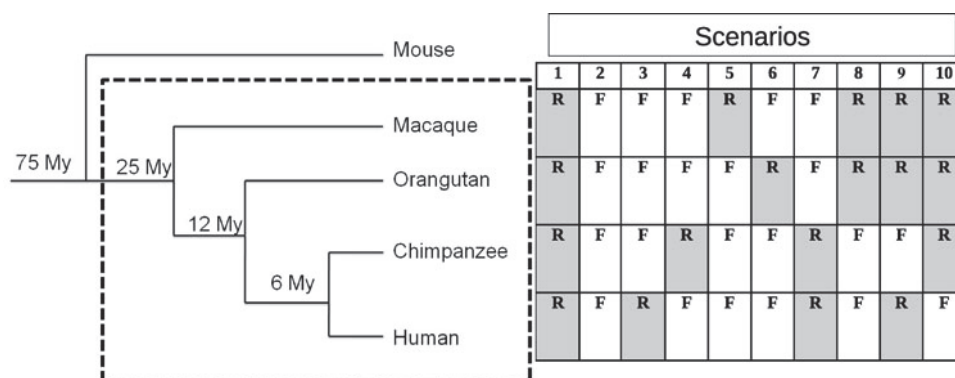 Scenarios
1 2 3 4 5 6 7 8 9 10
Mouse
Macaque
R F F F R F F R R R
75 My
25 My
Orangutan
R F F F F R F R R R
12 My
Chimpanzee
R F F R F F R F F R
6 My
Human
R F R F F F R F R F